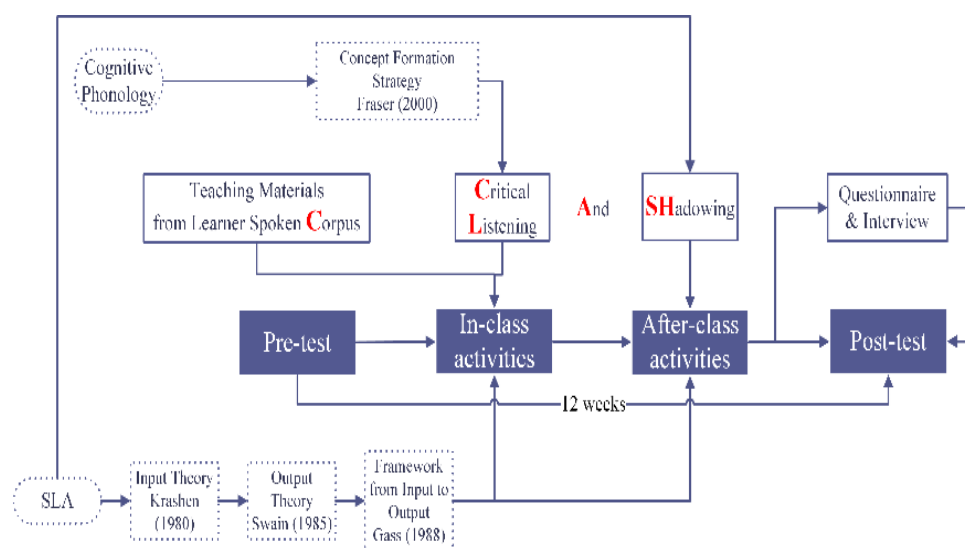 Cognitive
Phonology
Concept Formation
Strategy
Fraser (2000)
Teaching Materials
from Learner Spoken Corpus
Critical
Listening
And
SHadowing
Questionnaire
& Interview
Pre-test
In-class
activities
After-class
activities
Post-test
12 weeks
SLA
Input Theory
Krashen
(1980)
Output
Theory
Swain (1985)
Framework
from Input to
Output
Gass (1988)